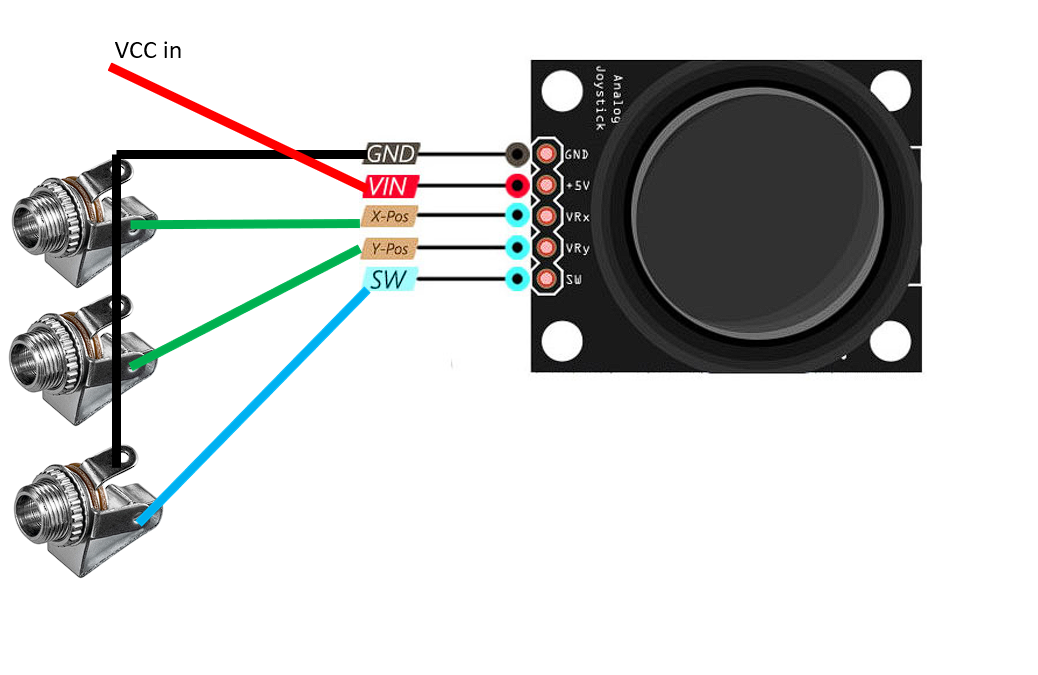 VCC in
GND
VIN
X-Pos
Y-Pos
SW
Analog
Joystick
GND
+5V
VRx
VRy
SW